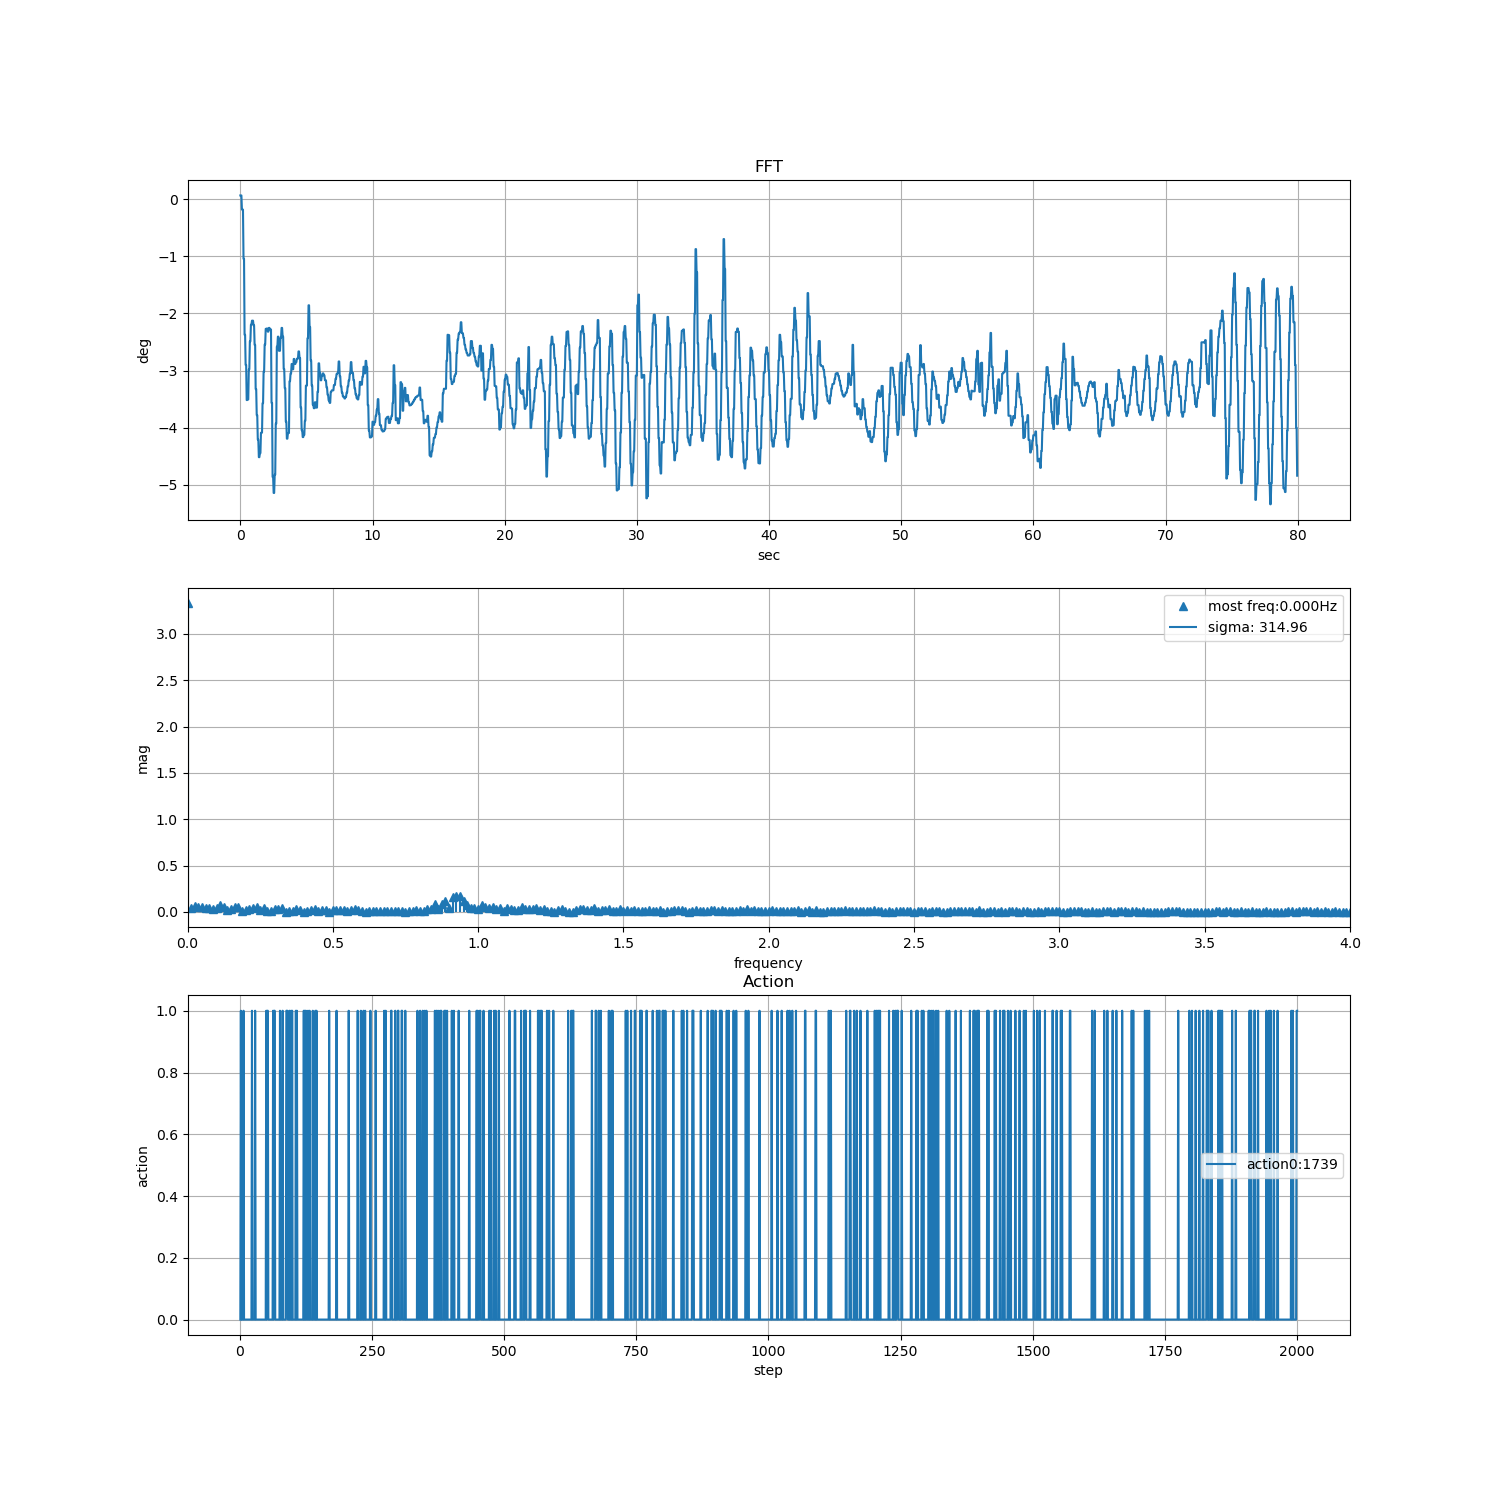 FFT
0
−1
−2
−3
−4
−5
deg
0 10 20 30 40 50 60 70 80
sec
most freq:0.000Hz
sigma: 314.96
3.0
2.5
2.0
1.5
1.0
0.5
0.0
mag
0.0 0.5 1.0 1.5 2.0 2.5 3.0 3.5 4.0
frequency
Action
1.0
0.8
0.6
0.4
0.2
0.0
action
action0:1739
0 250 500 750 1000 1250 1500 1750 2000
step